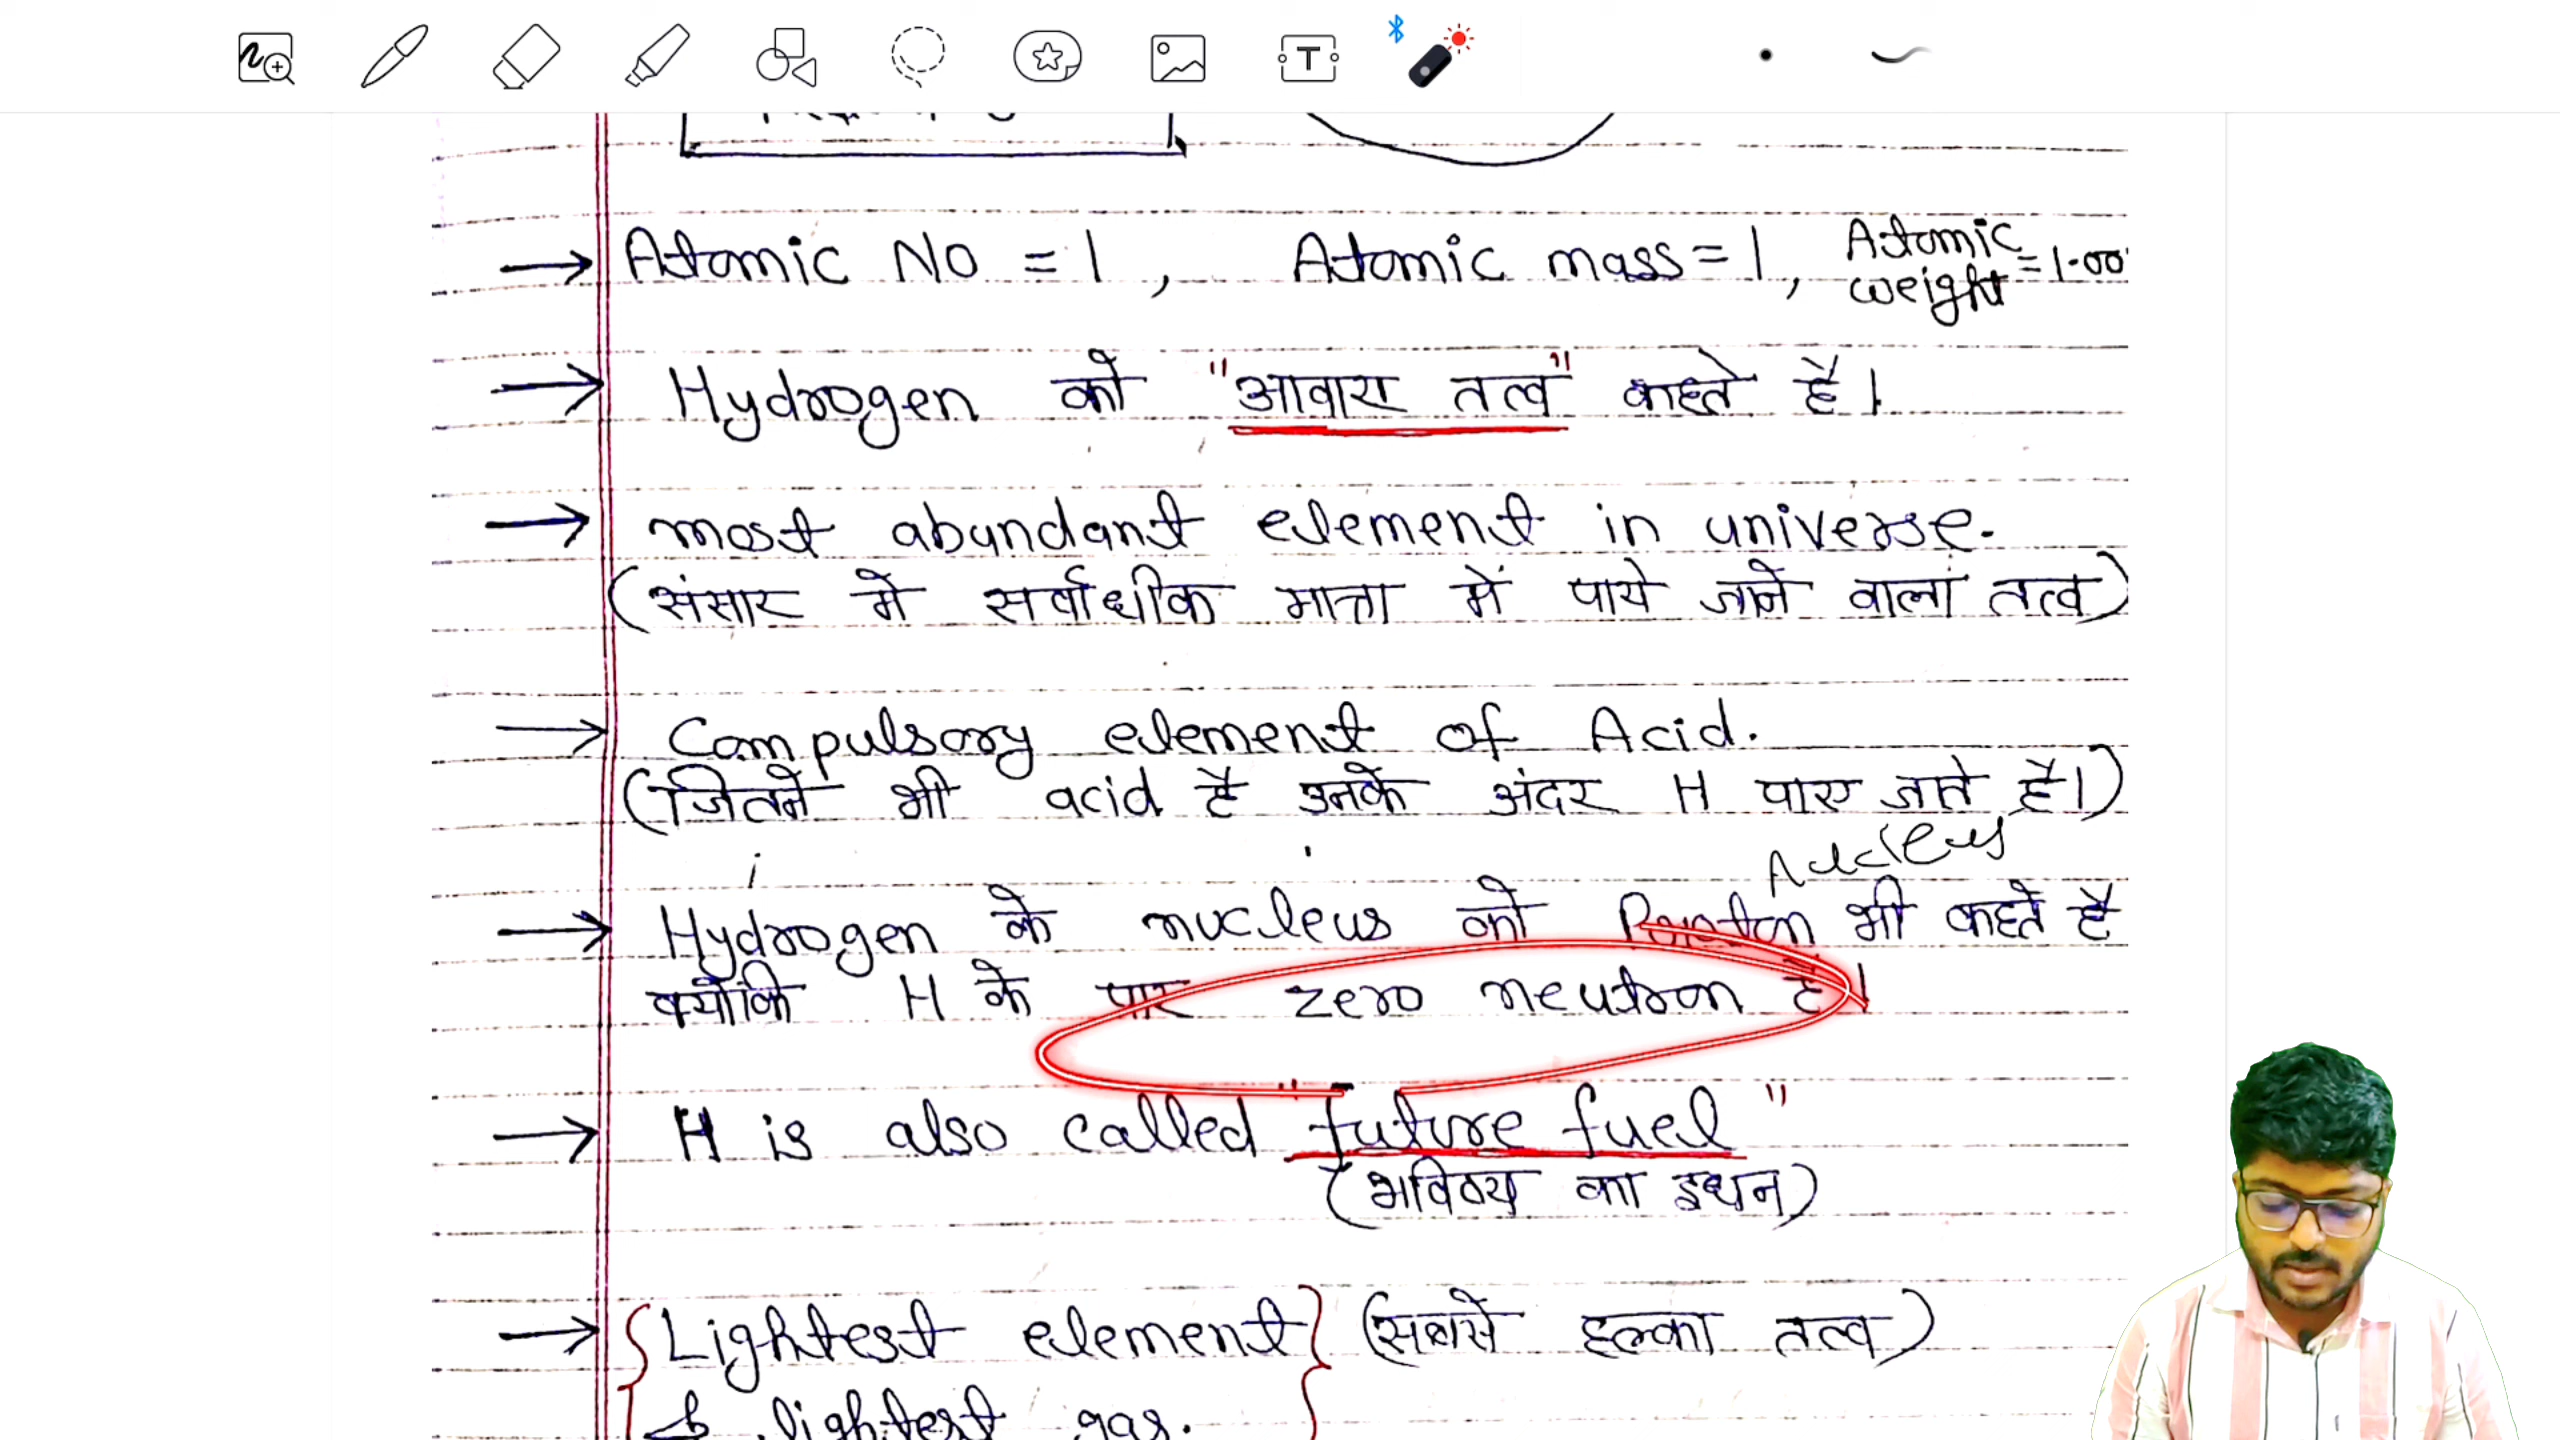 T
→ Atomic No = 1 , Atomic mass = 1 , Atomic weight = 1.00
→ Hydrogen को "आवारा तत्व" कहते है।
→ most abundant element in universe.
(संसार मे सर्वाधीक मात्रा में पाये जाने वाला तत्व)
→ Compulsory element of Acid.
(जितने भी acid है उनके अंदर H पाए जाते है।)
Nucleus
→ Hydrogen के nucleus को Proton भी कहते है
क्योंकि H के पास zero neutron है।
→ H is also called "future fuel"
(भविष्य का इधन)
→ {Lightest element} (सबसे हल्का तत्व)
& lightest gas.